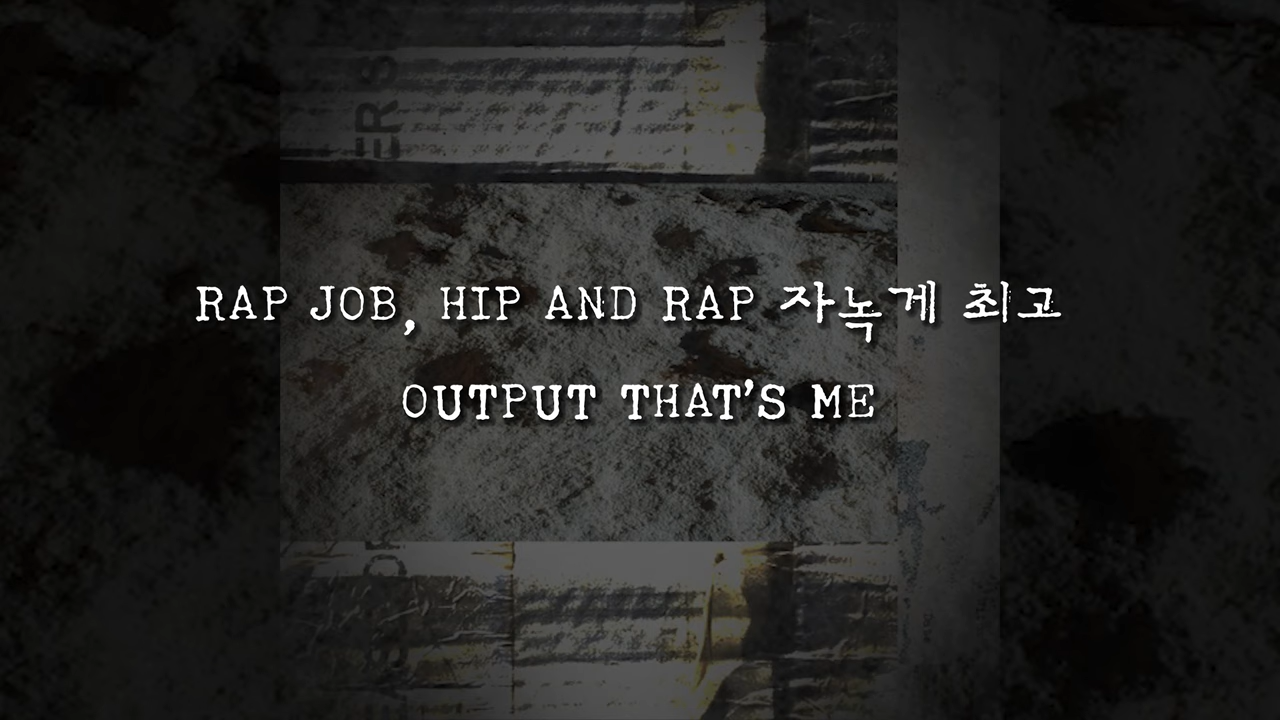 RAP JOB, HIP AND RAP 자녹게 최고
OUTPUT THAT'S ME